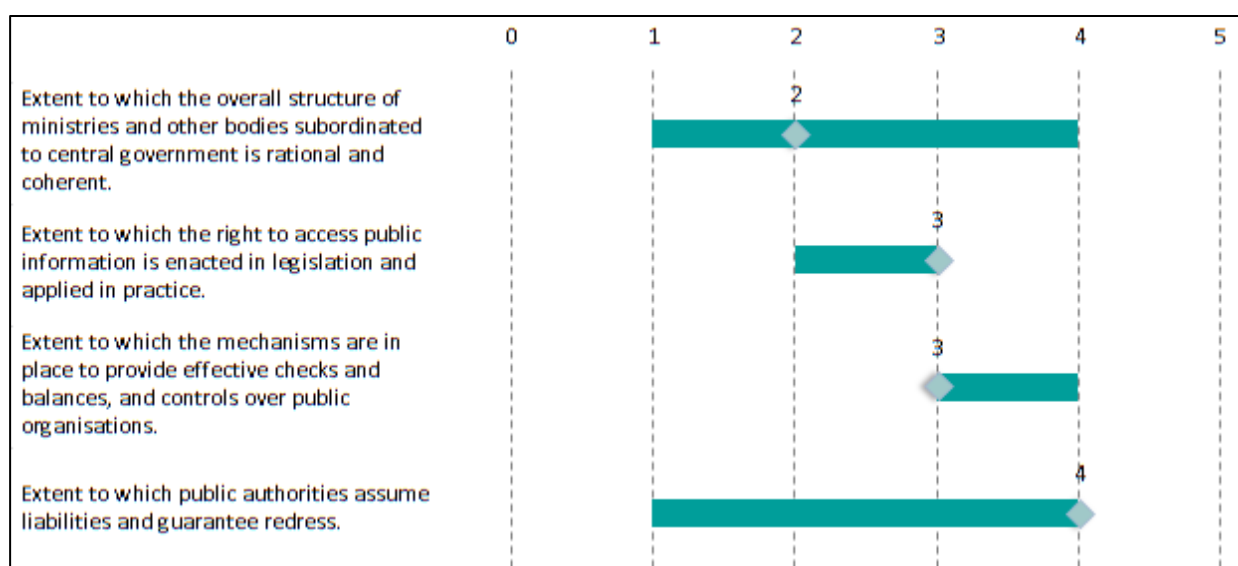 0 1 2 3 4 5
Extent to which the overall structure of
ministries and other bodies subordinated
to central government is rational and
coherent.
2
Extent to which the right to access public
information is enacted in legislation and
applied in practice.
3
Extent to which the mechanisms are in
place to provide effective checks and
balances, and controls over public
organisations.
3
Extent to which public authorities assume
liabilities and guarantee redress.
4